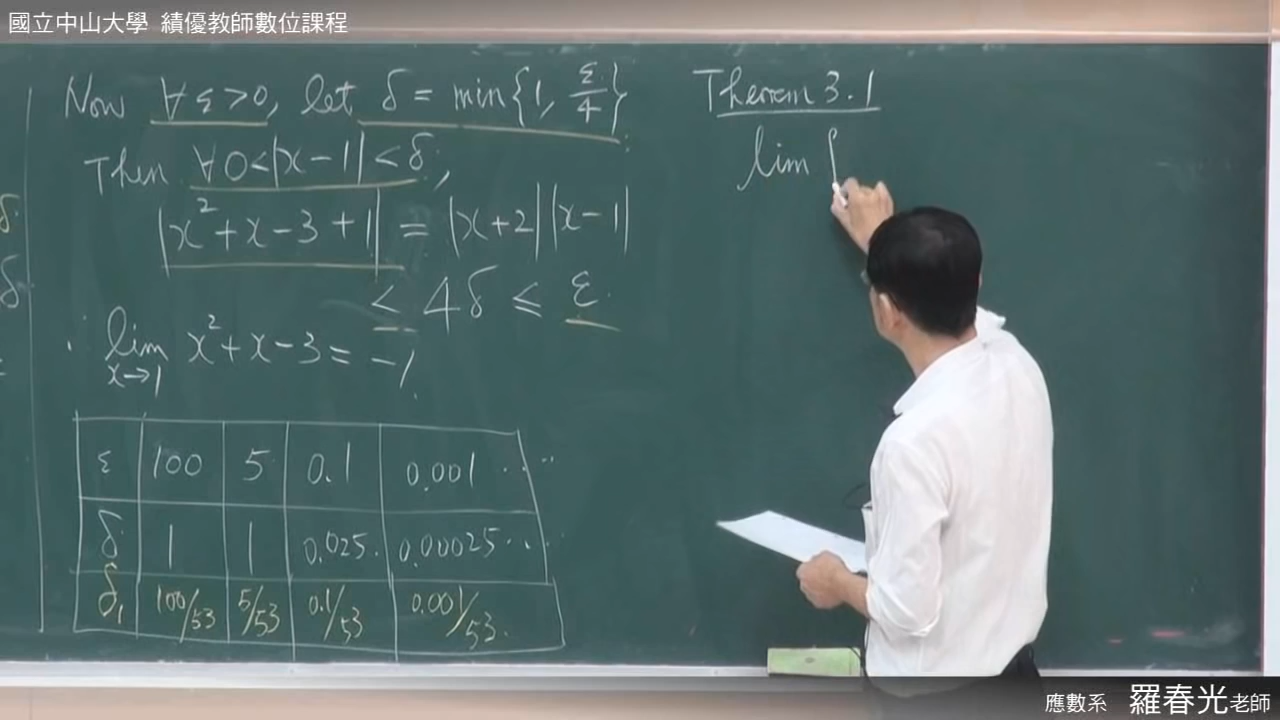 國立中山大學 績優教師數位課程
Now ∀ε>0, let δ = min{1, ε/4}
Then ∀0<|x-1|<δ,
|x²+x-3+1| = |x+2||x-1|
< 4δ ≤ ε.
lim x→1 x²+x-3 = -1.
ε 100 5 0.1 0.001 ....
δ 1 1 0.025. 0.00025....
δ₁ 100/53 5/53 0.1/53 0.001/53.
δ
δ
Theorem 3.1
lim
應數系 羅春光老師